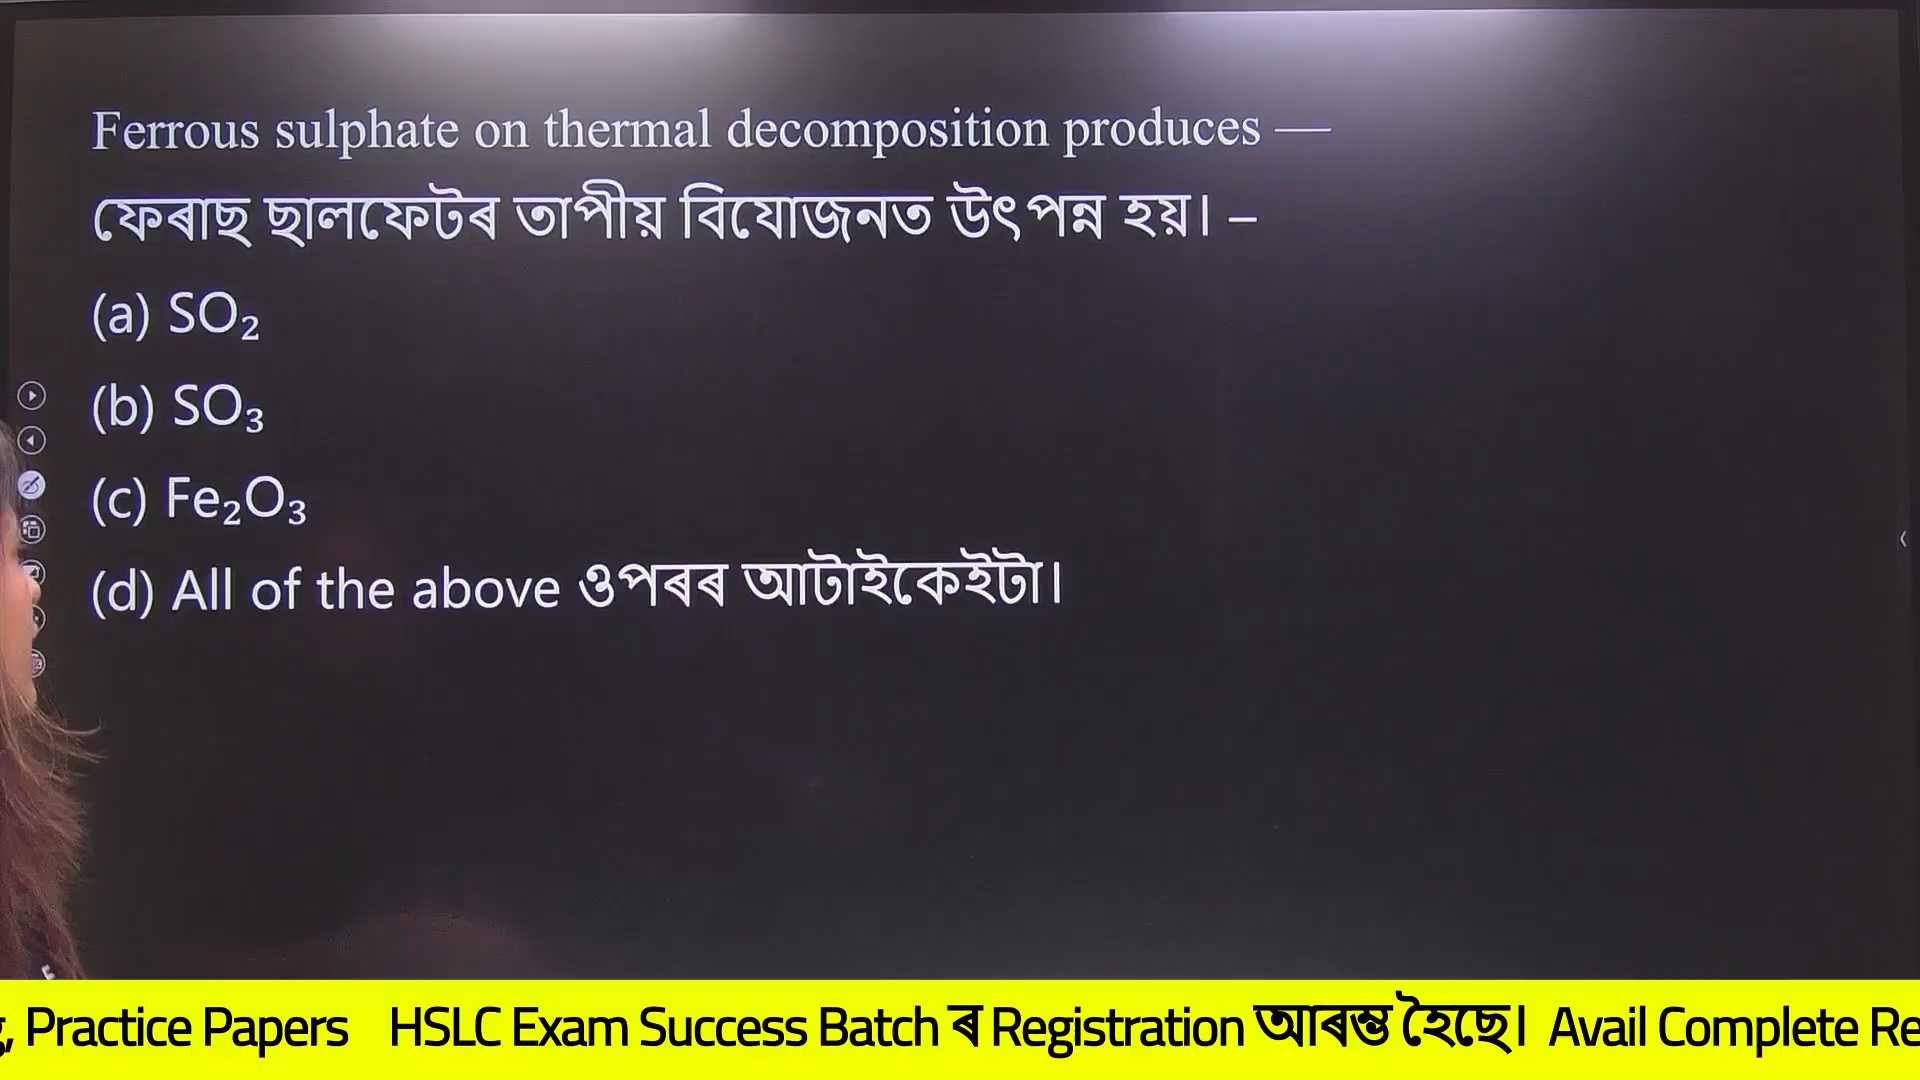 Ferrous sulphate on thermal decomposition produces —
ফেৰাছ ছালফেটৰ তাপীয় বিযোজনত উৎপন্ন হয়। –
(a) SO₂
(b) SO₃
(c) Fe₂O₃
(d) All of the above ওপৰৰ আটাইকেইটা।
, Practice Papers HSLC Exam Success Batch ৰ Registration আৰম্ভ হৈছে। Avail Complete